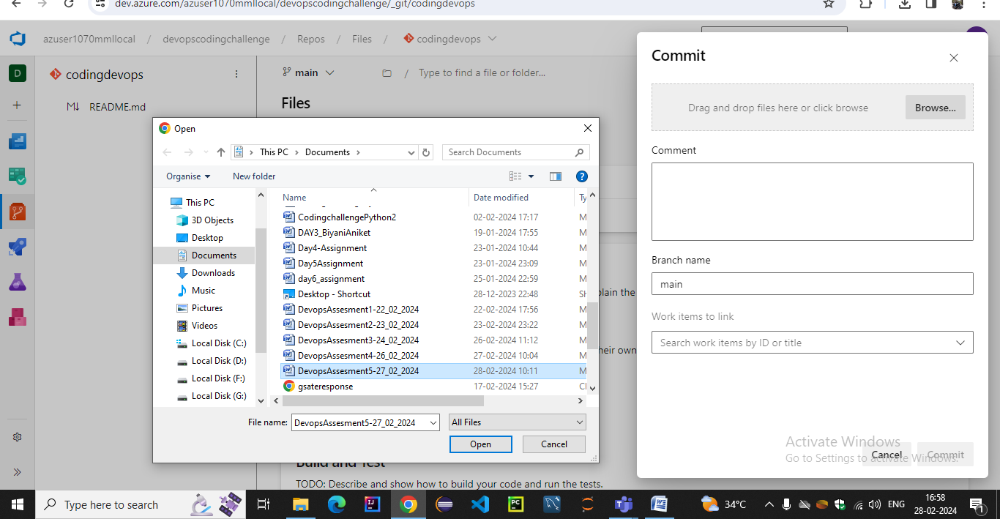 dev.azure.com/azuser1070mmllocal/devopscodingchallenge/_git/codingdevops
azuser1070mmllocal / devopscodingchallenge / Repos / Files / codingdevops
D
codingdevops
README.md
main
/ Type to find a file or folder...
Files
Open
This PC > Documents >
Search Documents
Organise
New folder
This PC
3D Objects
Desktop
Documents
Downloads
Music
Pictures
Videos
Local Disk (C:)
Local Disk (D:)
Local Disk (F:)
Local Disk (G:)
Name Date modified Ty
CodingchallengePython2 02-02-2024 17:17 M
DAY3_BiyaniAniket 19-01-2024 17:55 M
Day4-Assignment 23-01-2024 10:44 M
Day5Assignment 23-01-2024 23:09 M
day6_assignment 25-01-2024 22:59 M
Desktop - Shortcut 28-12-2023 22:48 Sh
DevopsAssesment1-22_02_2024 22-02-2024 17:56 M
DevopsAssesment2-23_02_2024 23-02-2024 23:22 M
DevopsAssesment3-24_02_2024 26-02-2024 11:12 M
DevopsAssesment4-26_02_2024 27-02-2024 10:04 M
DevopsAssesment5-27_02_2024 28-02-2024 10:11 M
gsateresponse 17-02-2024 15:27 Cl
File name: DevopsAssesment5-27_02_2024
All Files
Open
Cancel
plain the
heir own
Build and Test
TODO: Describe and show how to build your code and run the tests.
Commit
Drag and drop files here or click browse
Browse...
Comment
Branch name
main
Work items to link
Search work items by ID or title
Activate Windows
Go to Settings to activate Windows.
Cancel
Commit
Type here to search
34°C
ENG
16:58
28-02-2024
1